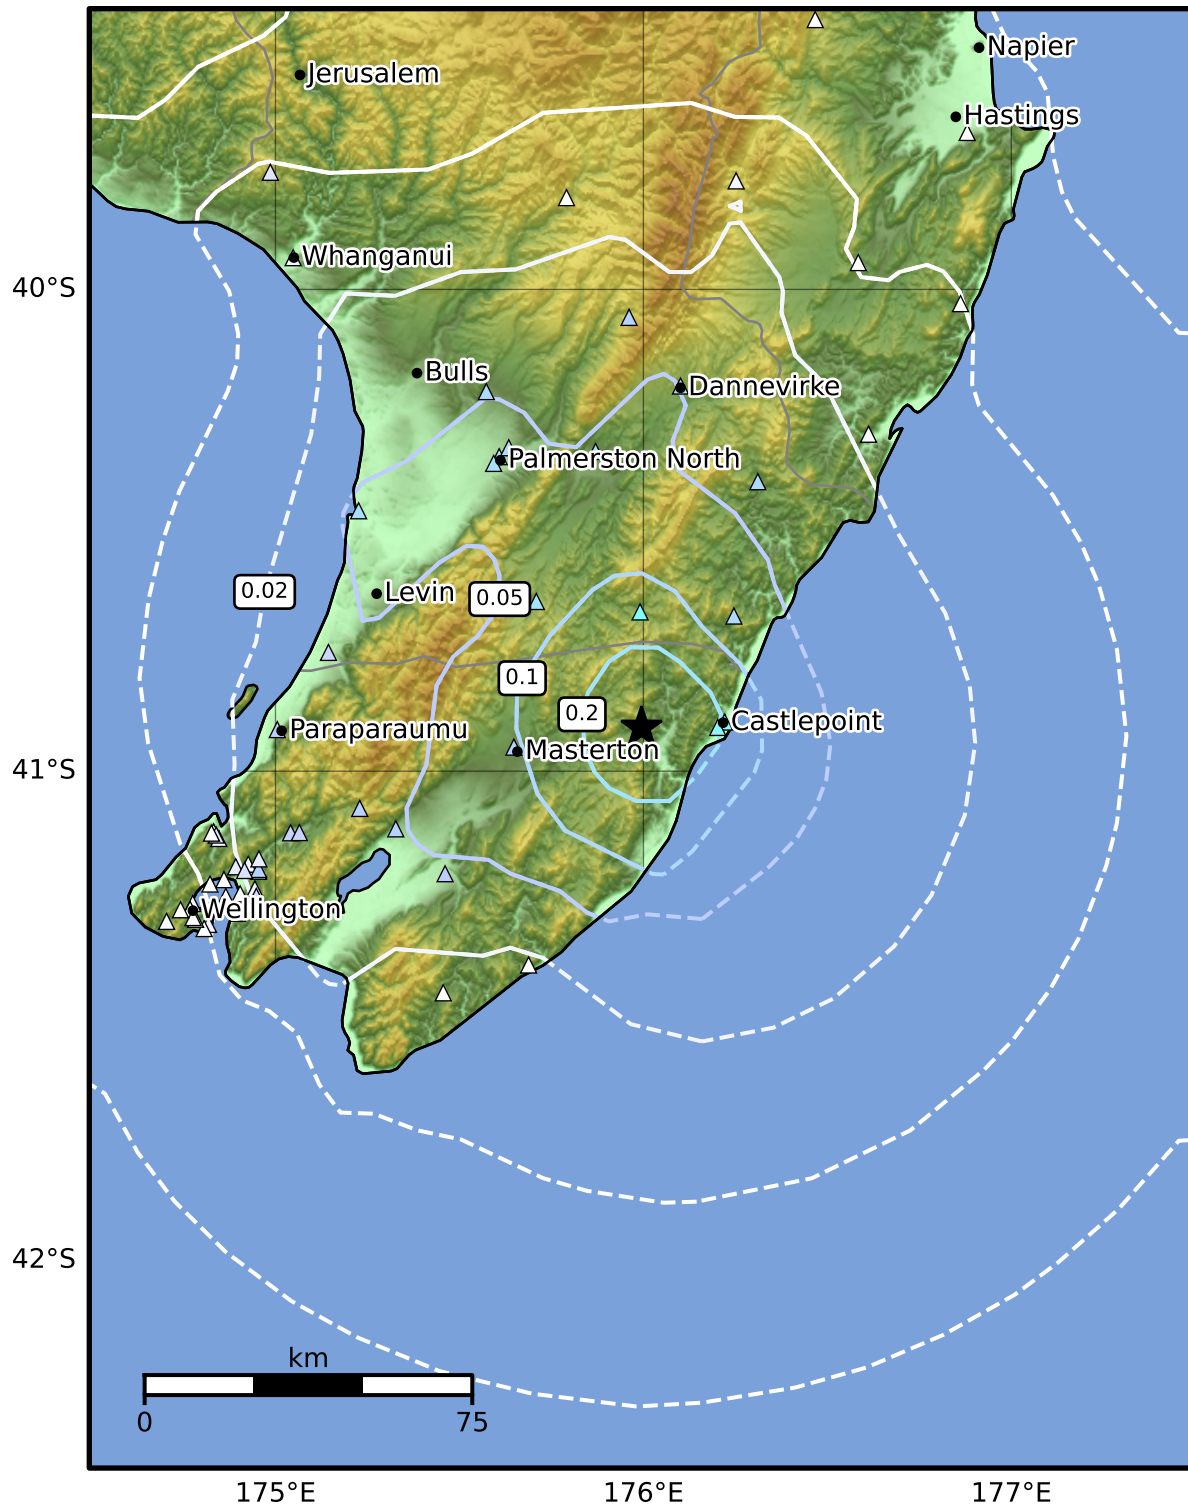 Napier
Jerusalem
Hastings
Whanganui
40°S
Bulls
Dannevirke
Palmerston North
0.02
Levin
0.05
0.1
0.2
Castlepoint
Paraparaumu
Masterton
41°S
Wellington
42°S
km
0
75
175°E
176°E
177°E